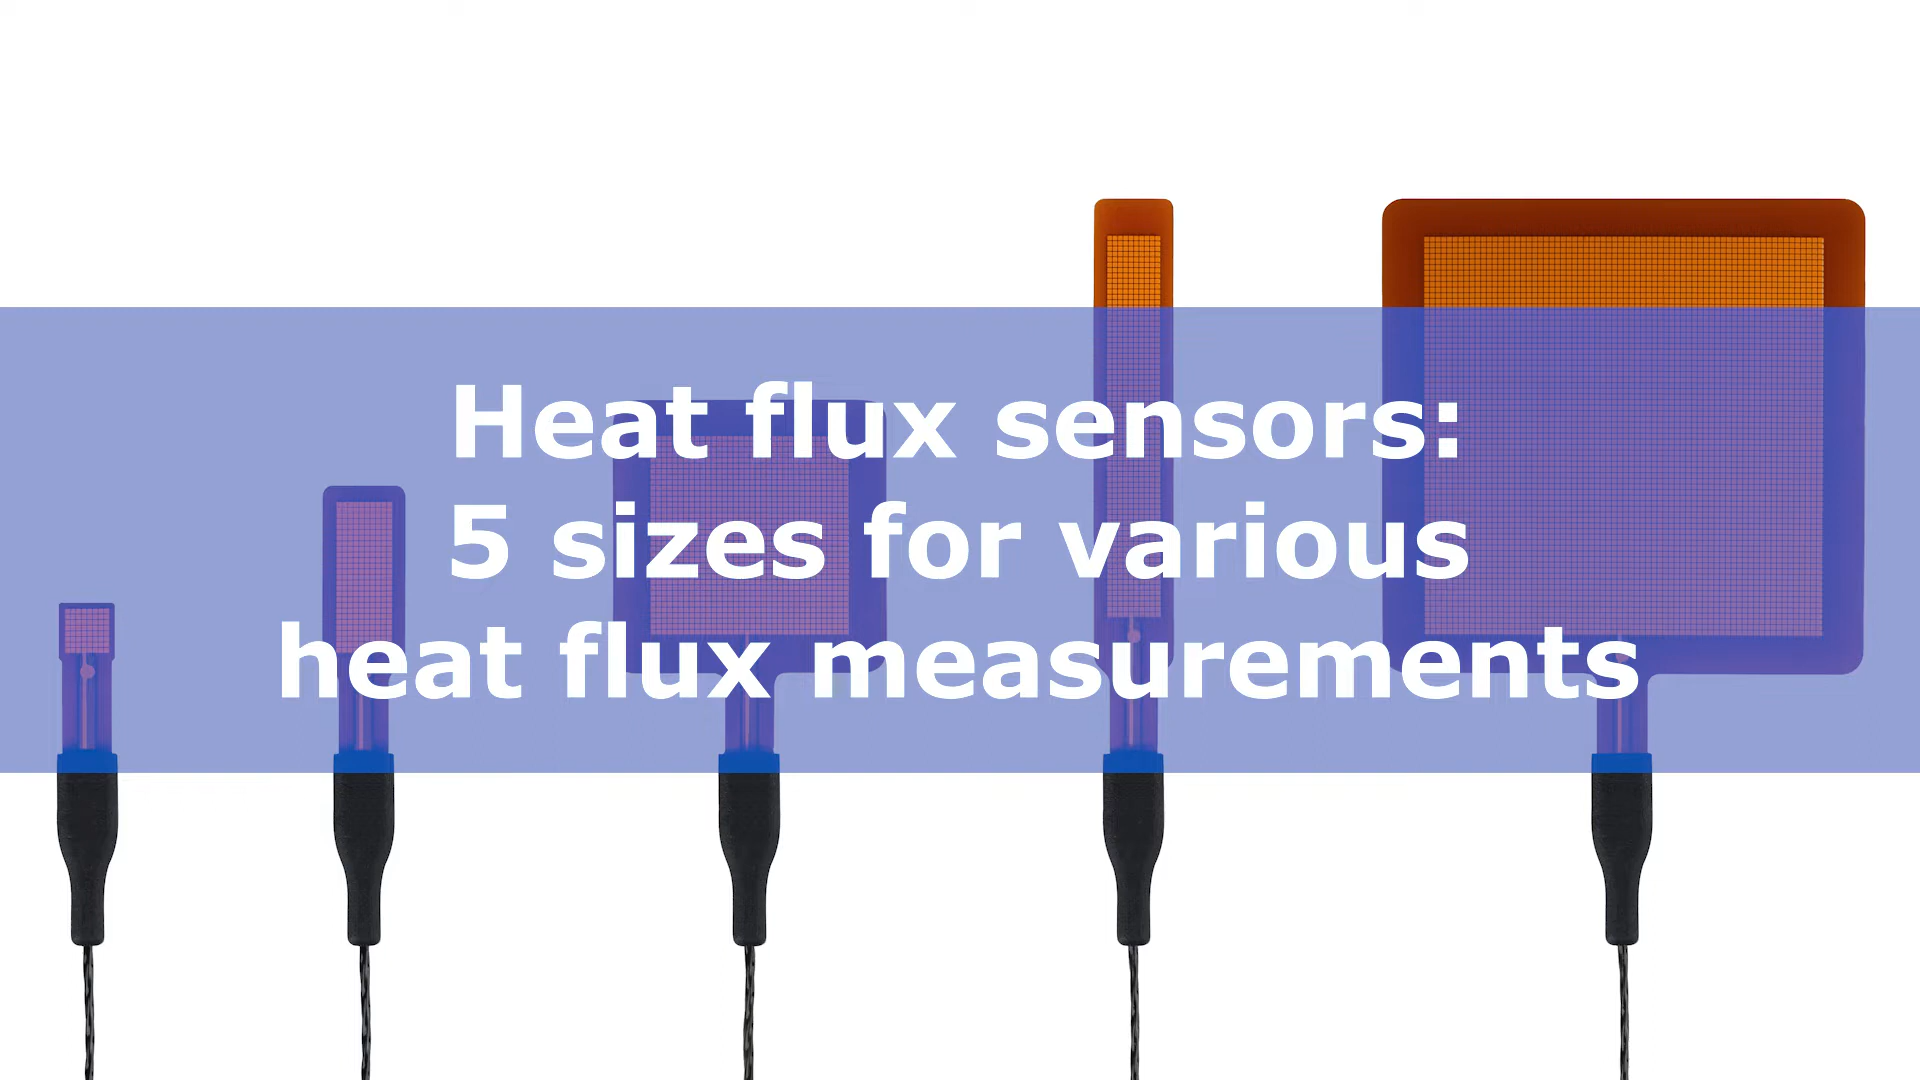 Heat flux sensors:
5 sizes for various
heat flux measurements